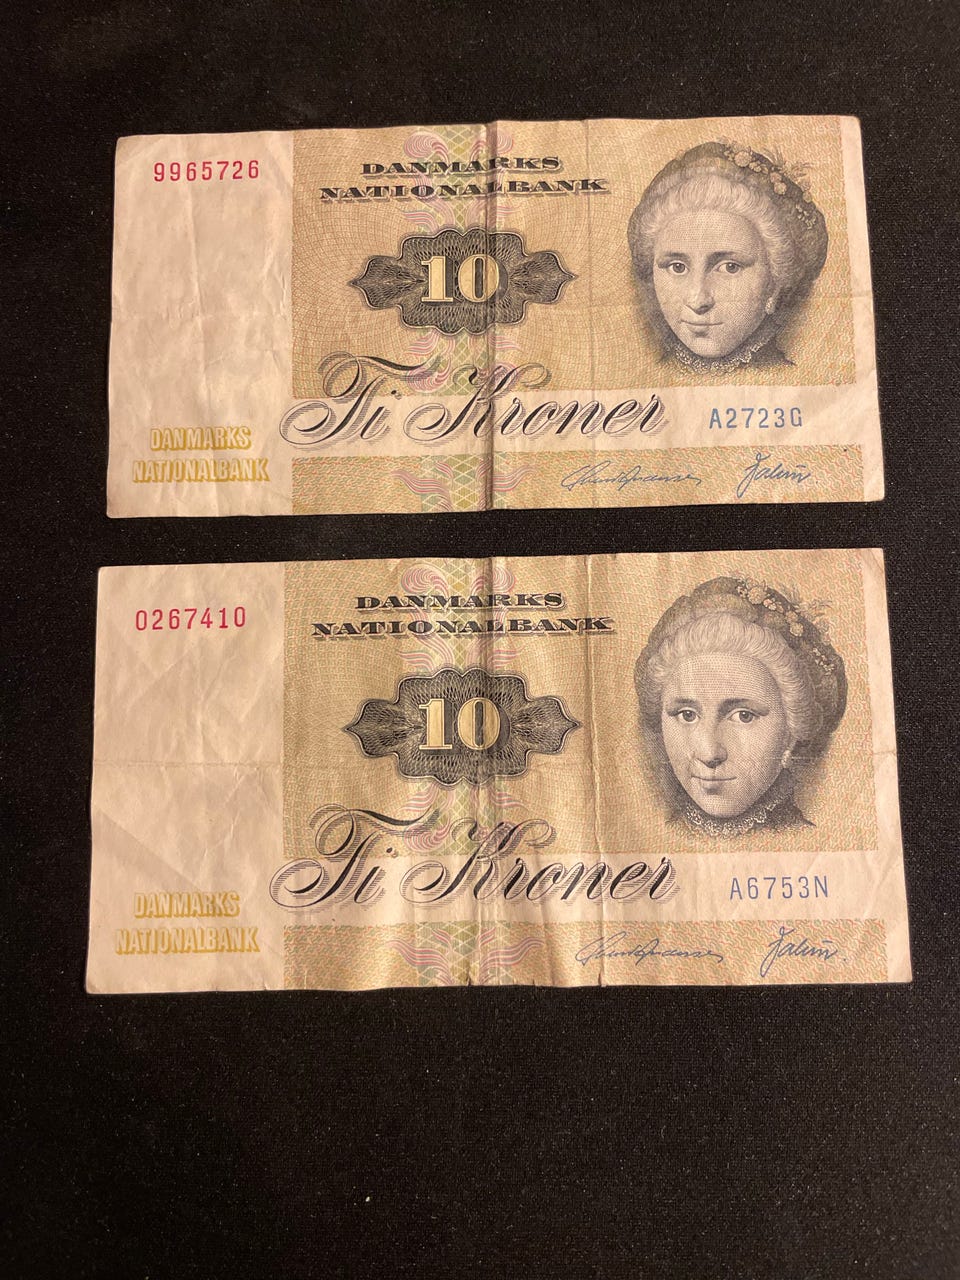 9965726
DANMARKS
NATIONALBANK
10
Ti Kroner
A2723G
DANMARKS
NATIONALBANK
0267410
DANMARKS
NATIONALBANK
10
Ti Kroner
A6753N
DANMARKS
NATIONALBANK